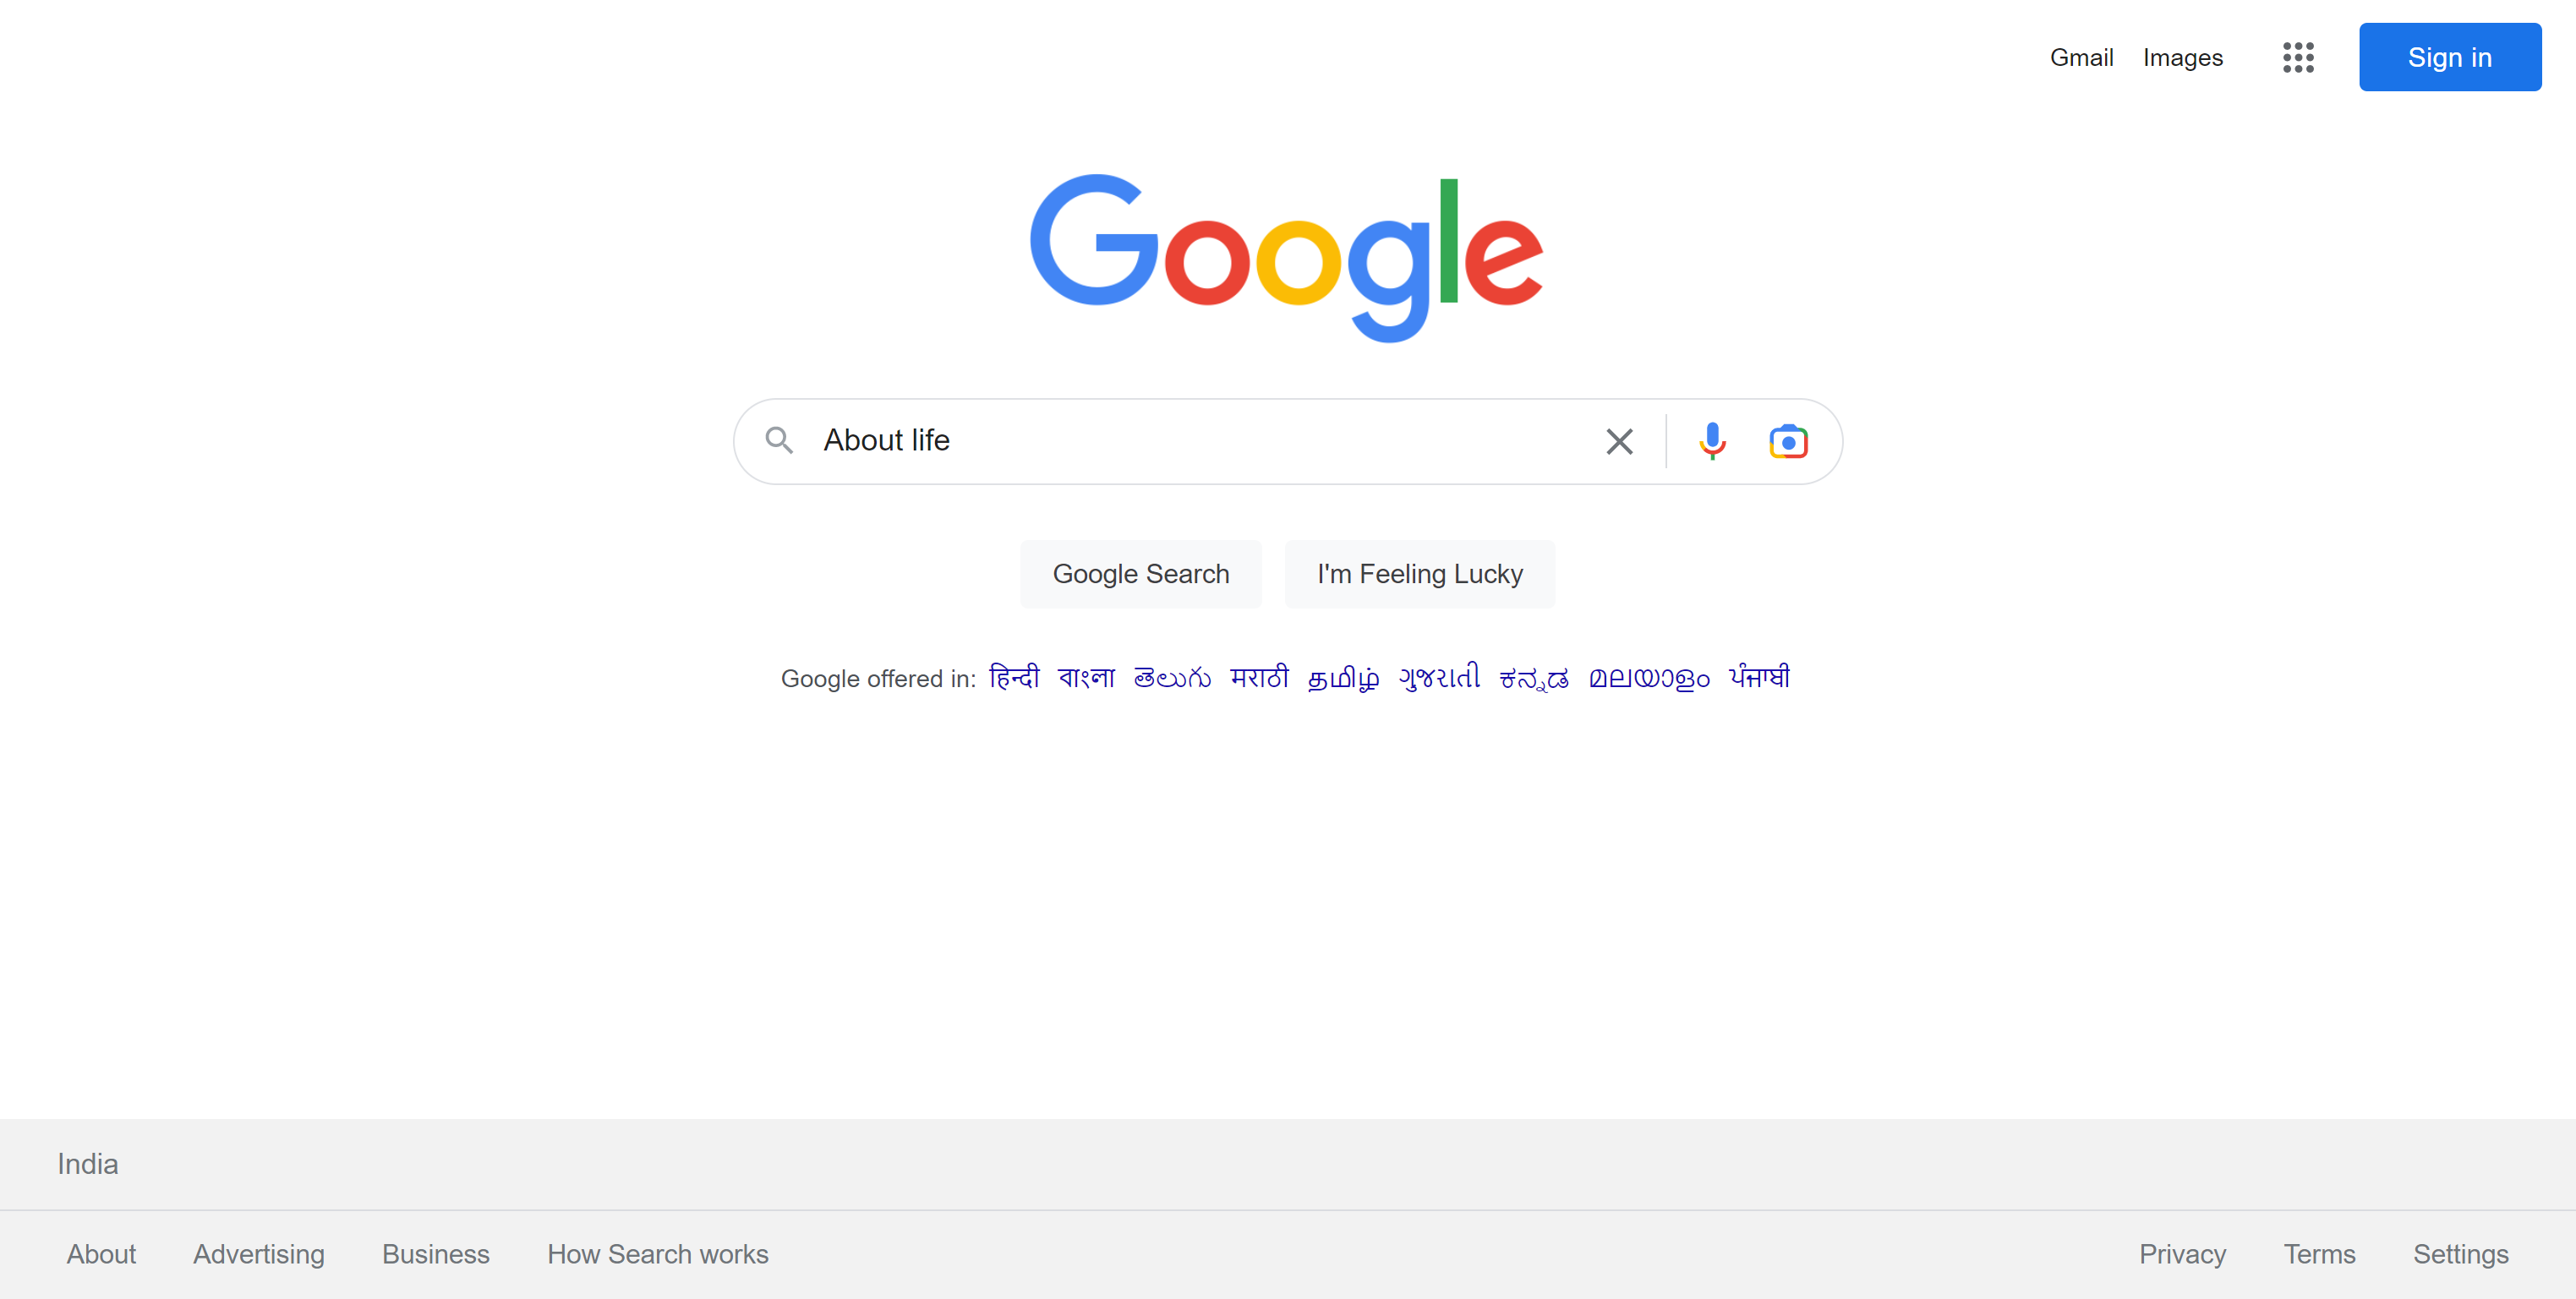 Gmail Images Sign in
Google
About life
Google Search I'm Feeling Lucky
Google offered in: हिन्दी বাংলা తెలుగు मराठी தமிழ் ગુજરાતી ಕನ್ನಡ മലയാളം ਪੰਜਾਬੀ
India
About Advertising Business How Search works Privacy Terms Settings